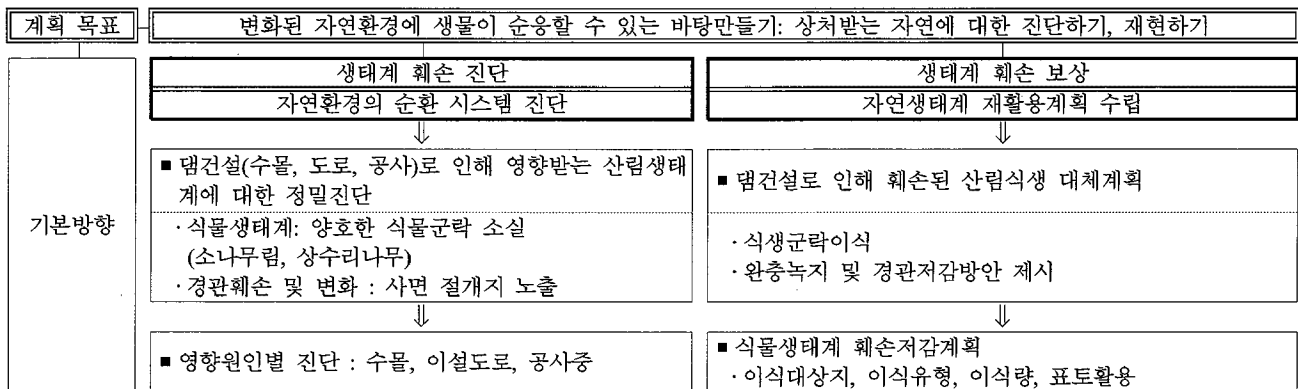 계획 목표
변화된 자연환경에 생물이 순응할 수 있는 바탕만들기: 상처받는 자연에 대한 진단하기, 재현하기
기본방향
생태계 훼손 진단
자연환경의 순환 시스템 진단
⇓
■ 댐건설(수몰, 도로, 공사)로 인해 영향받는 산림생태
계에 대한 정밀진단
·식물생태계: 양호한 식물군락 소실
(소나무림, 상수리나무)
·경관훼손 및 변화 : 사면 절개지 노출
⇓
■ 영향원인별 진단 : 수몰, 이설도로, 공사중
생태계 훼손 보상
자연생태계 재활용계획 수립
⇓
■ 댐건설로 인해 훼손된 산림식생 대체계획
·식생군락이식
·완충녹지 및 경관저감방안 제시
⇓
■ 식물생태계 훼손저감계획
·이식대상지, 이식유형, 이식량, 표토활용